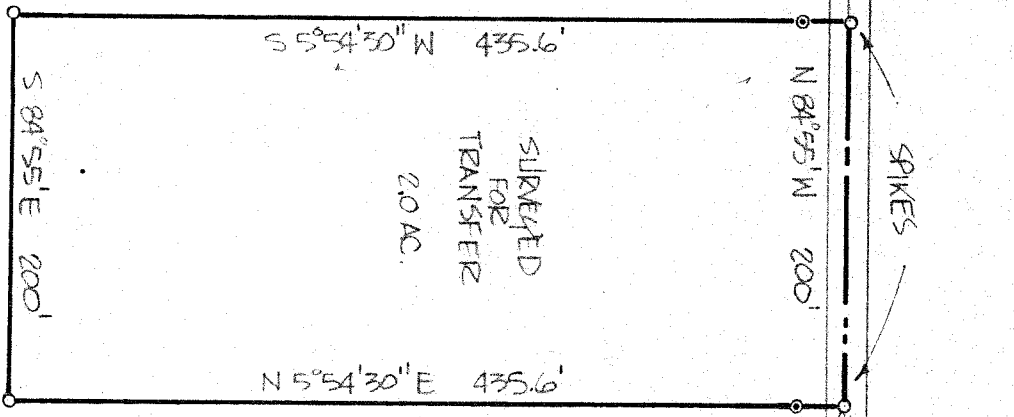 S 5°54'30" W 435.6'
S 84°55' E 200'
SURVEYED
FOR
TRANSFER
2.0 AC.
N 84°55' W 200'
SPIKES
N 5°54'30" E 435.6'